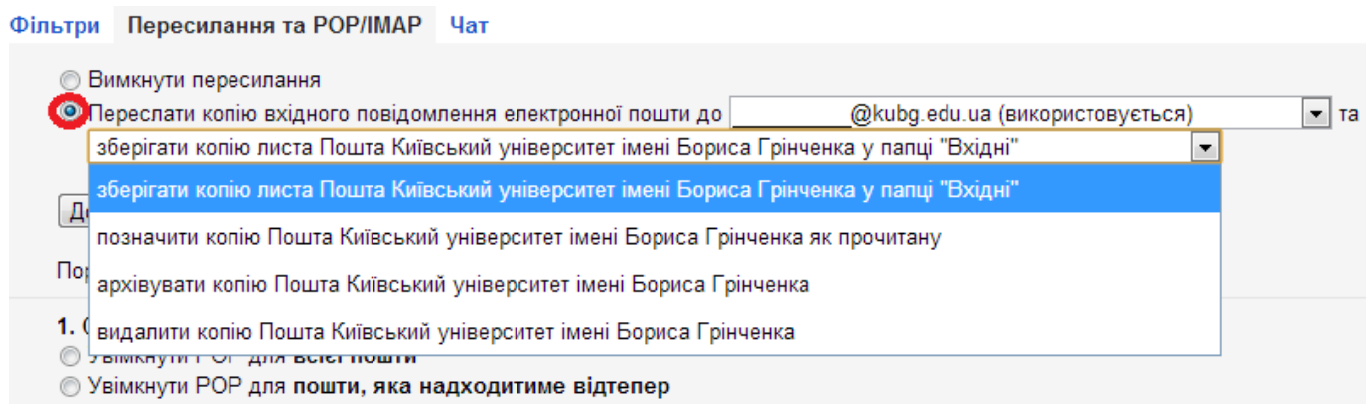 Фільтри Пересилання та POP/IMAP Чат
Вимкнути пересилання
Переслати копію вхідного повідомлення електронної пошти до __________@kubg.edu.ua (використовується) та
зберігати копію листа Пошта Київський університет імені Бориса Грінченка у папці "Вхідні"
зберігати копію листа Пошта Київський університет імені Бориса Грінченка у папці "Вхідні"
позначити копію Пошта Київський університет імені Бориса Грінченка як прочитану
архівувати копію Пошта Київський університет імені Бориса Грінченка
видалити копію Пошта Київський університет імені Бориса Грінченка
1.
Увімкнути POP для всієї пошти
Увімкнути POP для пошти, яка надходитиме відтепер